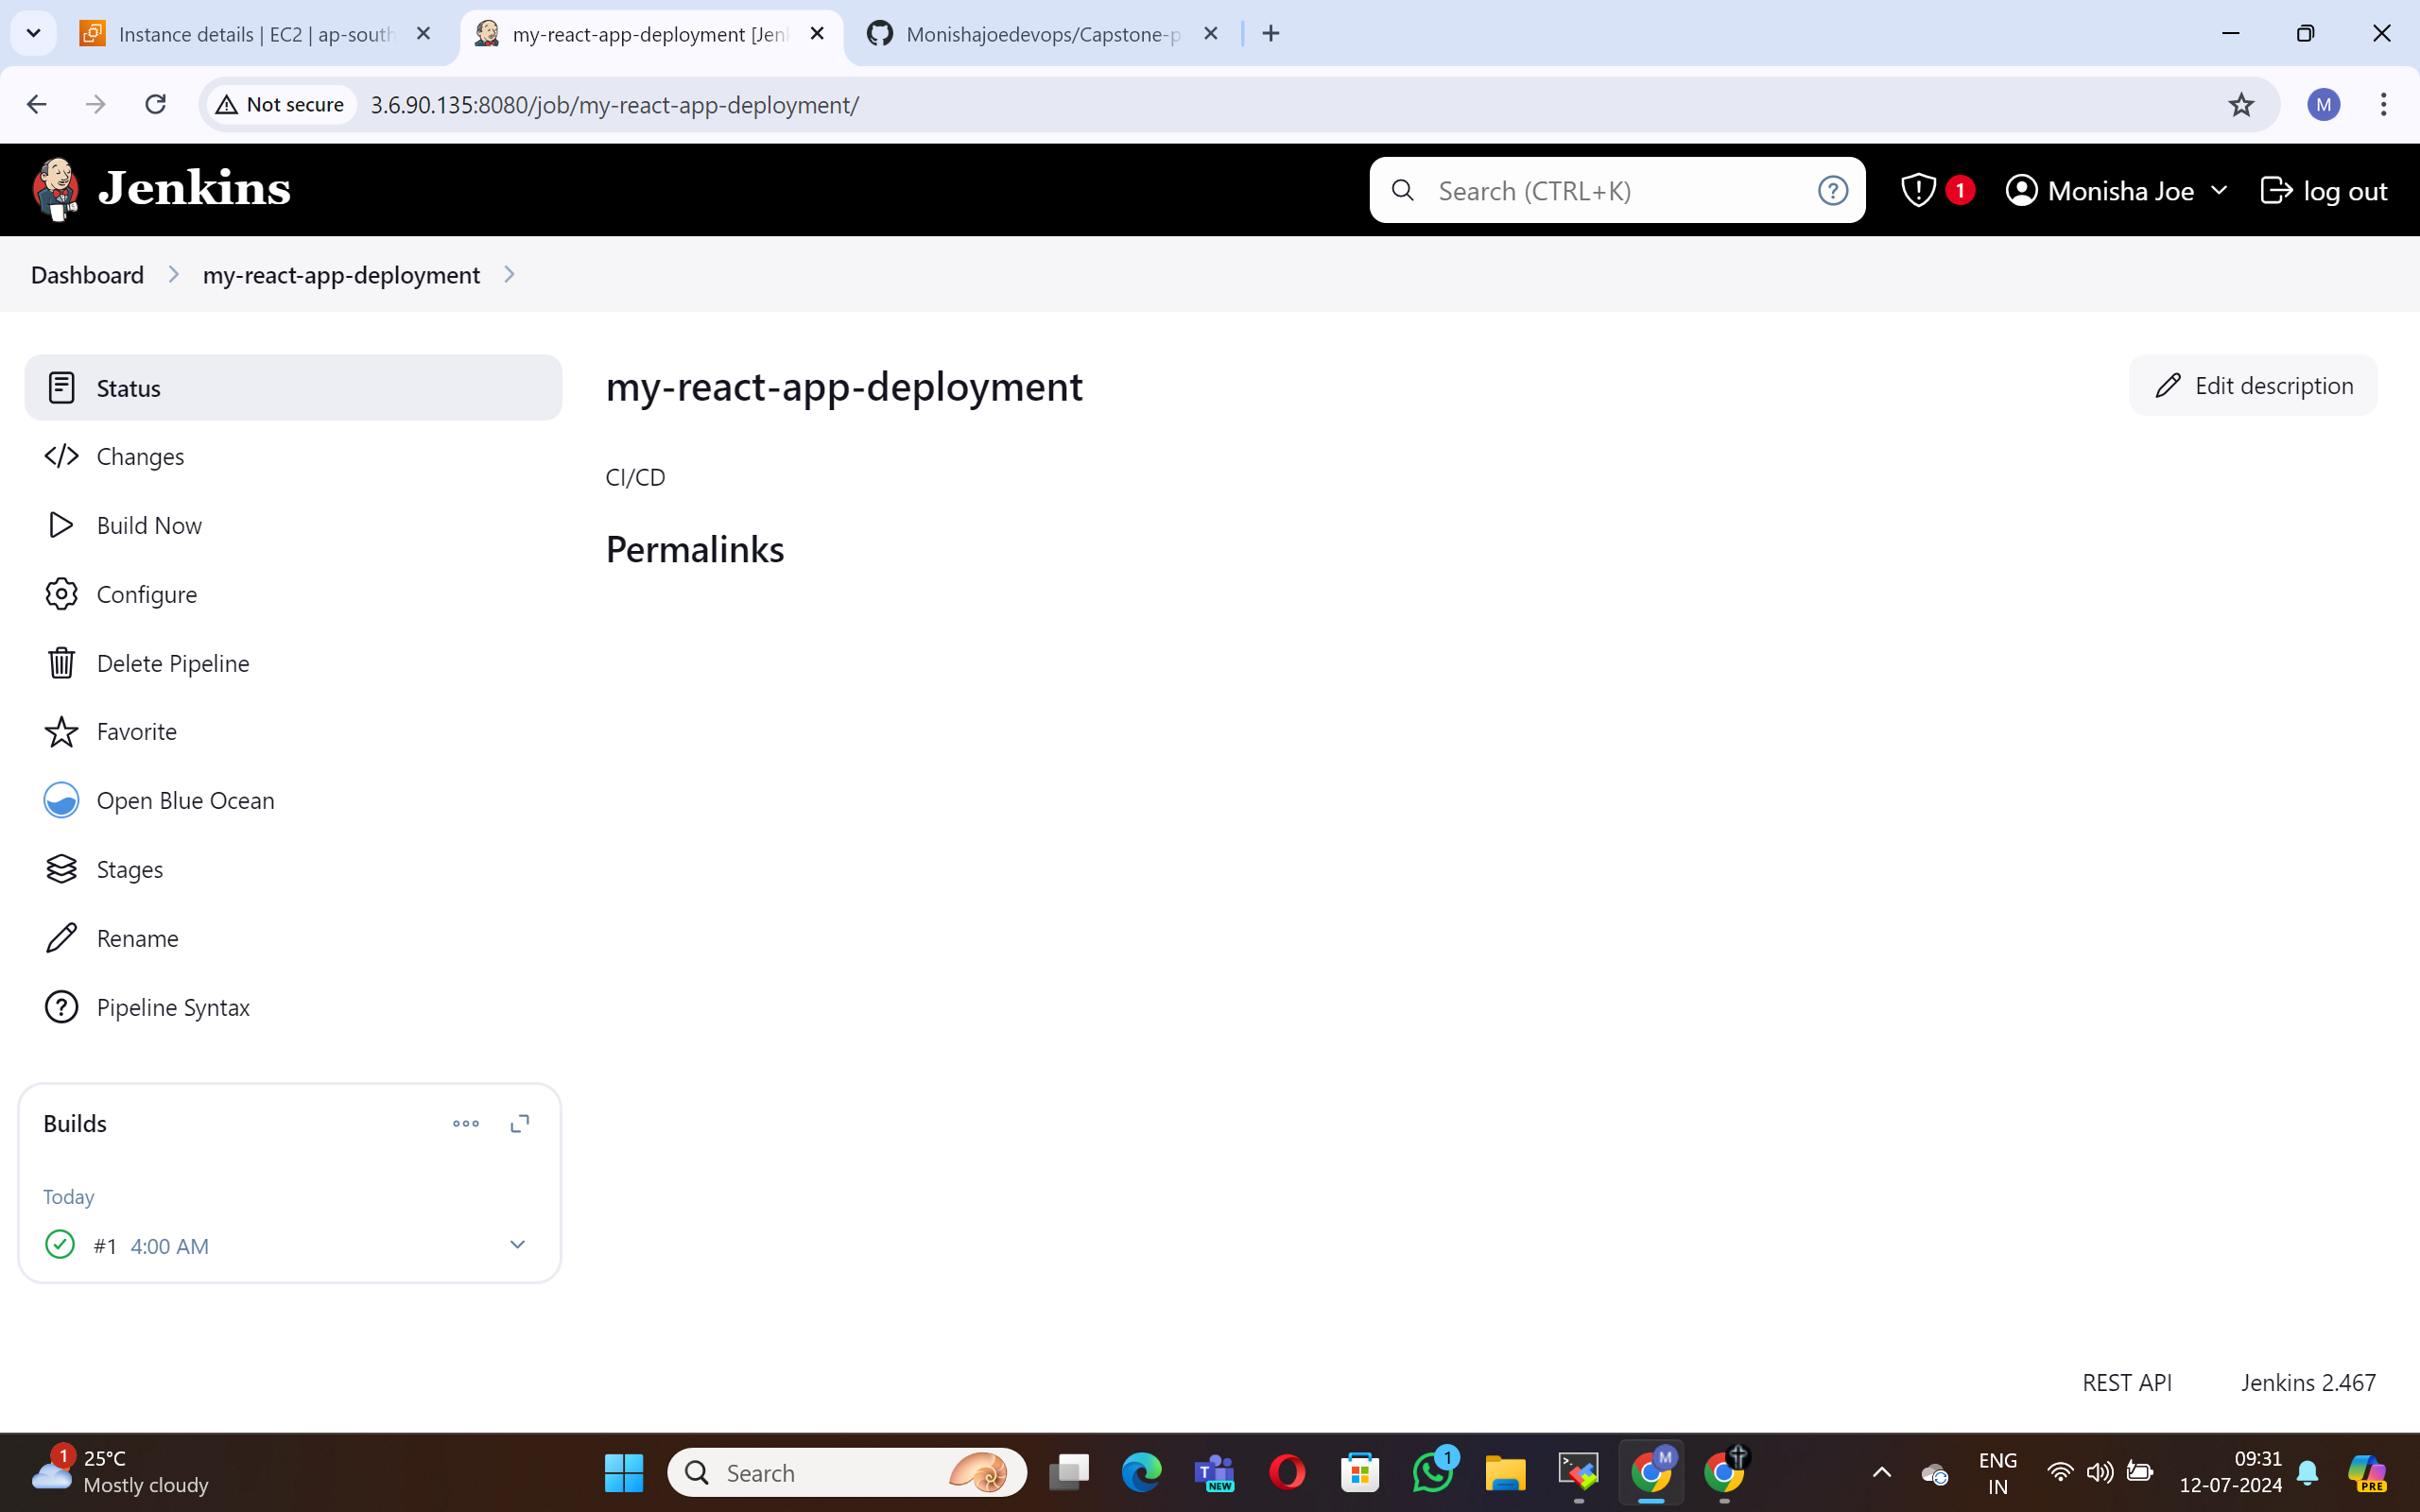 Instance details | EC2 | ap-south
my-react-app-deployment [Jen
Monishajoedevops/Capstone-p
Not secure
3.6.90.135:8080/job/my-react-app-deployment/
M
Jenkins
Search (CTRL+K)
?
1
Monisha Joe
log out
Dashboard
my-react-app-deployment
Status
my-react-app-deployment
Edit description
Changes
CI/CD
Build Now
Permalinks
Configure
Delete Pipeline
Favorite
Open Blue Ocean
Stages
Rename
Pipeline Syntax
Builds
Today
#1 4:00 AM
REST API
Jenkins 2.467
1
25°C
Mostly cloudy
Search
T
NEW
1
M
ENG
IN
09:31
12-07-2024
PRE